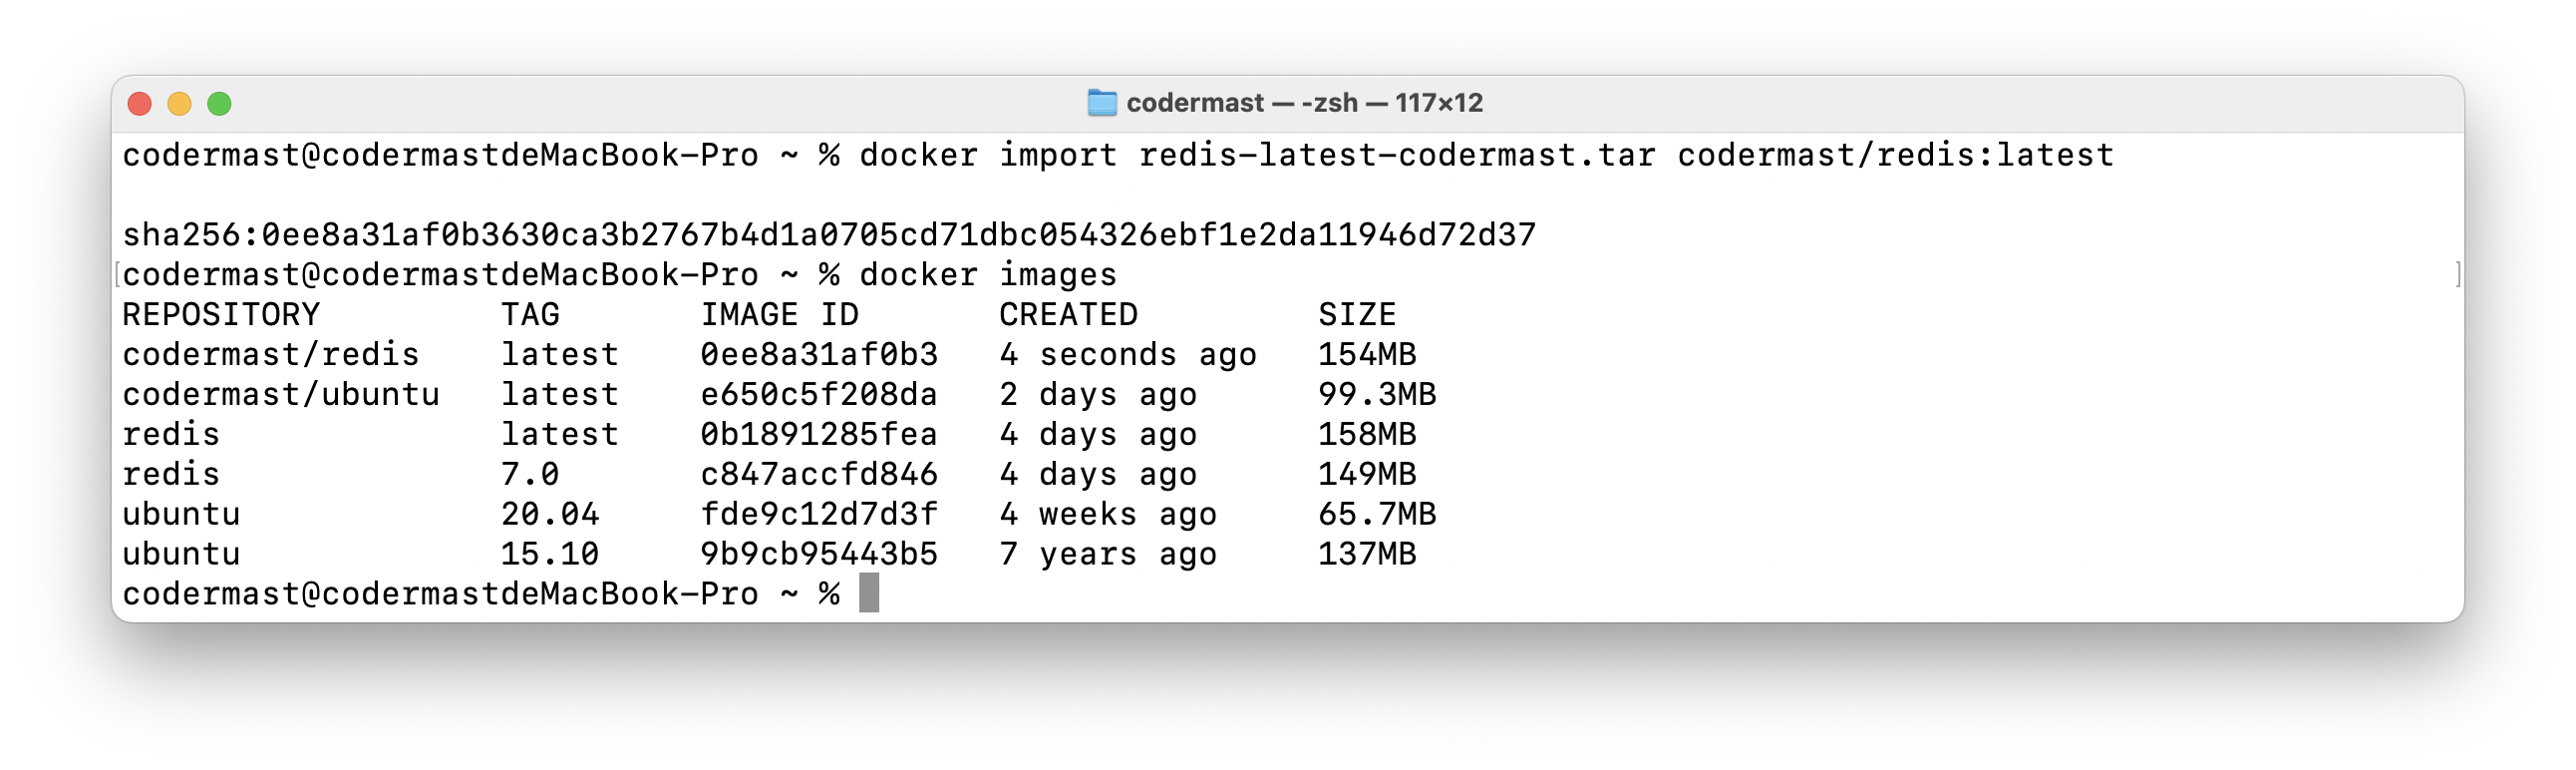 codermast — -zsh — 117×12
codermast@codermastdeMacBook-Pro ~ % docker import redis-latest-codermast.tar codermast/redis:latest
sha256:0ee8a31af0b3630ca3b2767b4d1a0705cd71dbc054326ebf1e2da11946d72d37
[codermast@codermastdeMacBook-Pro ~ % docker images ]
REPOSITORY TAG IMAGE ID CREATED SIZE
codermast/redis latest 0ee8a31af0b3 4 seconds ago 154MB
codermast/ubuntu latest e650c5f208da 2 days ago 99.3MB
redis latest 0b1891285fea 4 days ago 158MB
redis 7.0 c847accfd846 4 days ago 149MB
ubuntu 20.04 fde9c12d7d3f 4 weeks ago 65.7MB
ubuntu 15.10 9b9cb95443b5 7 years ago 137MB
codermast@codermastdeMacBook-Pro ~ %